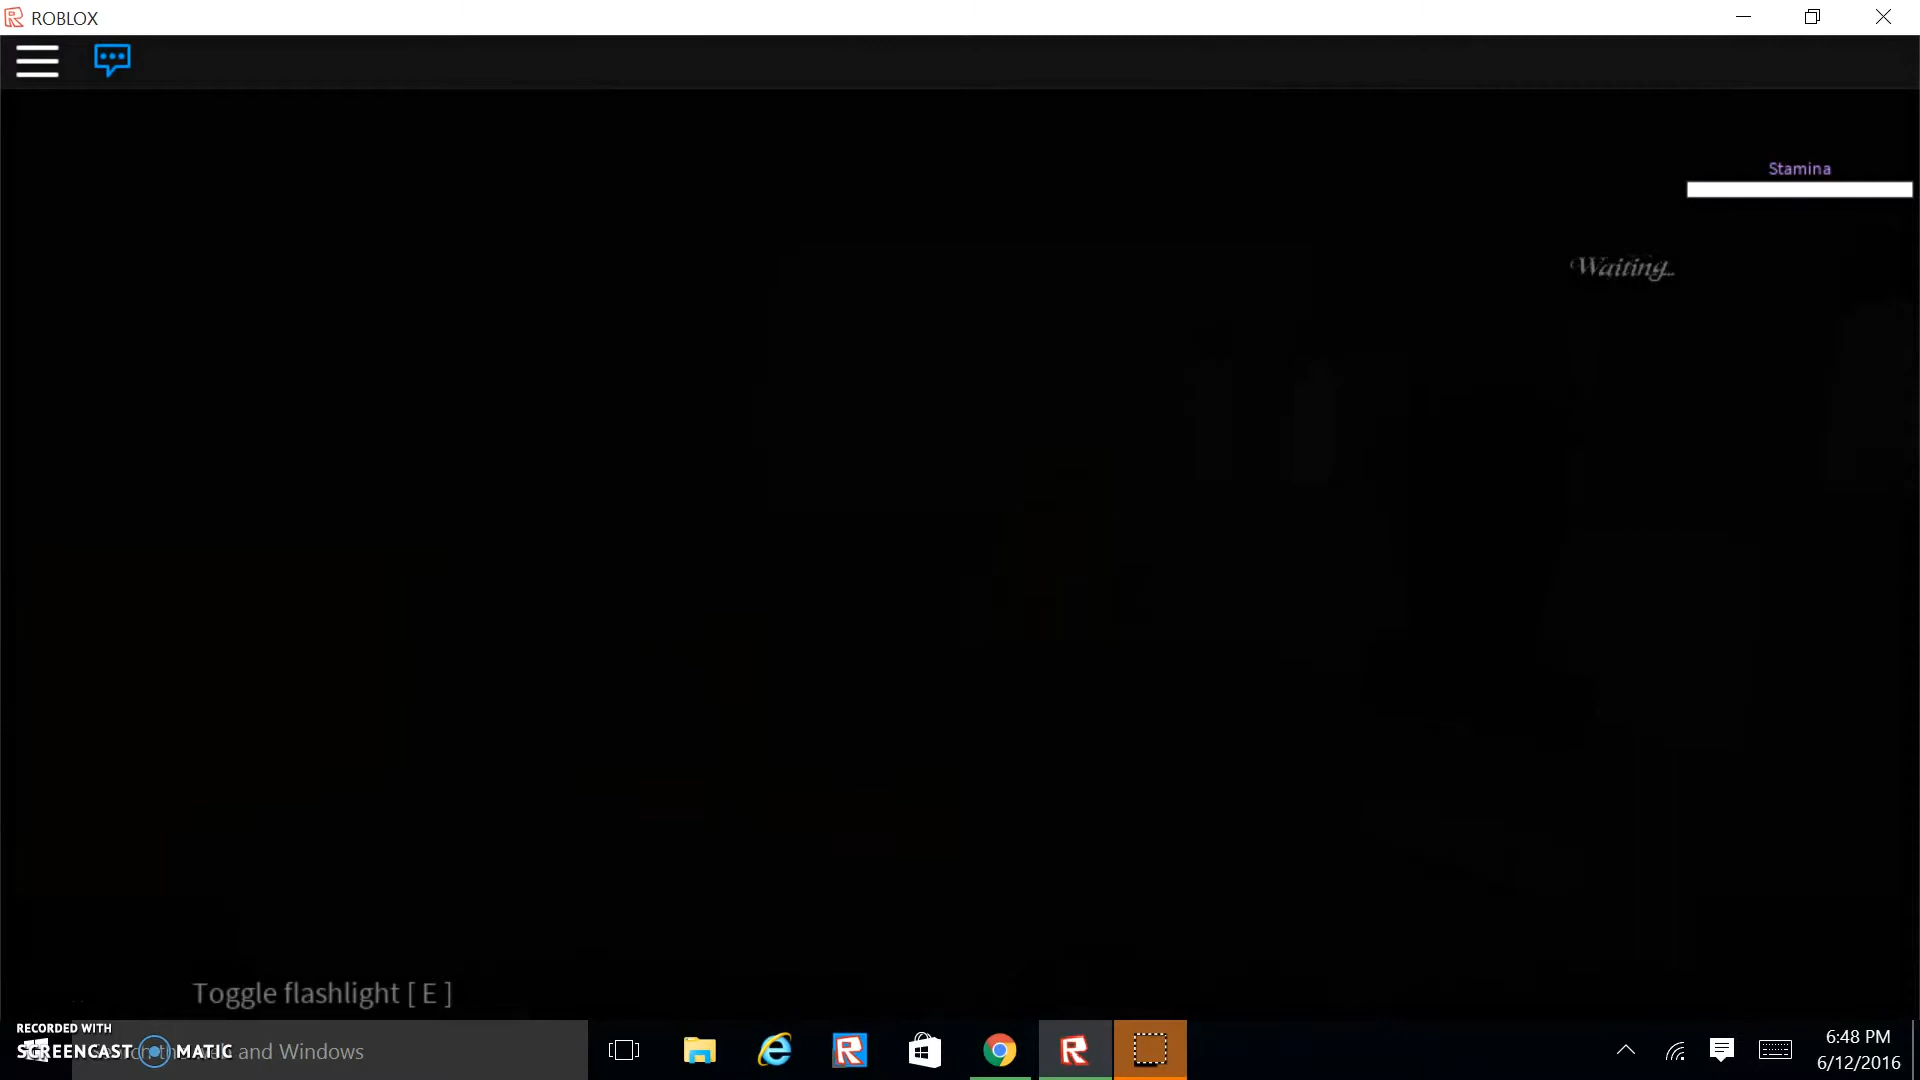 ROBLOX
Stamina
Waiting...
Toggle flashlight [ E ]
RECORDED WITH
SCREENCAST MATIC
and Windows
6:48 PM
6/12/2016